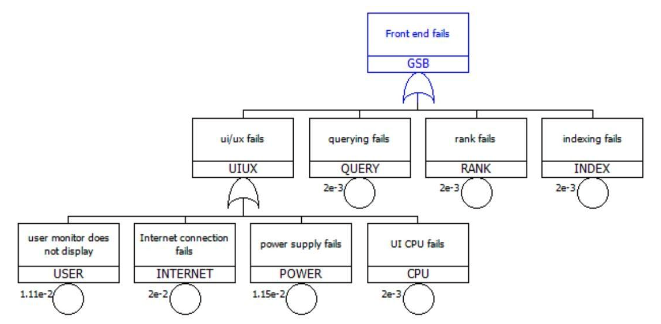 Front end fails
GSB
ui/ux fails
querying fails
rank fails
indexing fails
UIUX
QUERY
RANK
INDEX
2e-3
2e-3
2e-3
user monitor does
not display
Internet connection
fails
power supply fails
UI CPU fails
USER
INTERNET
POWER
CPU
1.11e-2
2e-2
1.15e-2
2e-3